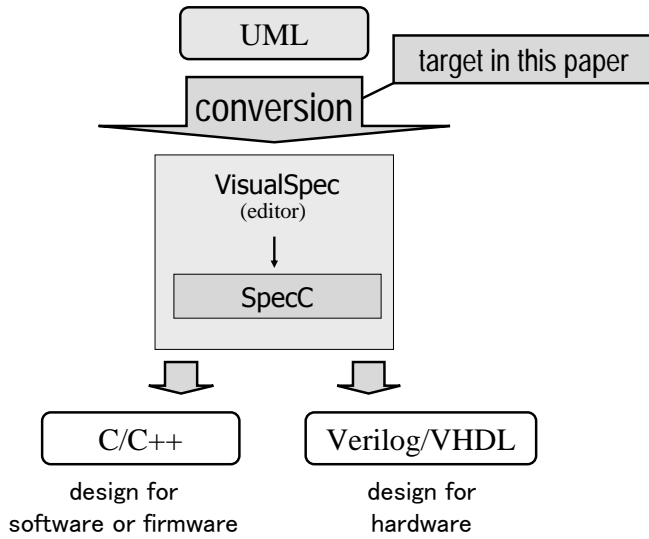 UML
target in this paper
conversion
VisualSpec
(editor)
SpecC
C/C++
Verilog/VHDL
design for
software or firmware
design for
hardware